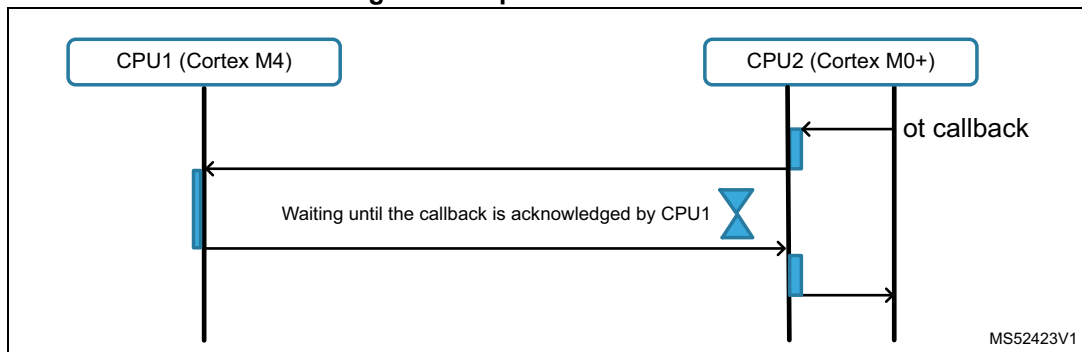 CPU1 (Cortex M4)
CPU2 (Cortex M0+)
ot callback
Waiting until the callback is acknowledged by CPU1
MS52423V1